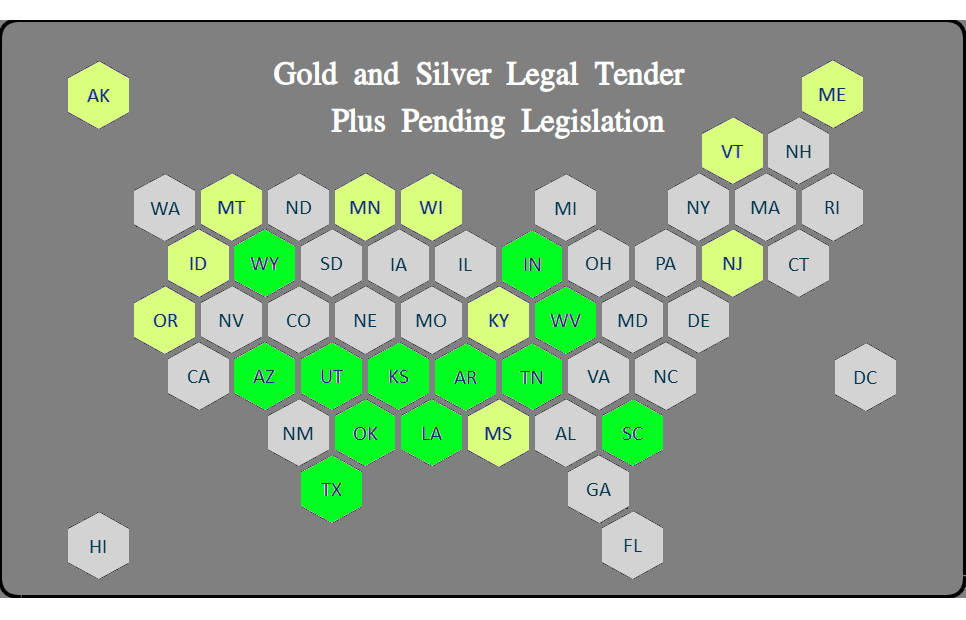 Gold and Silver Legal Tender
Plus Pending Legislation
AK
ME
VT NH
WA MT ND MN WI MI NY MA RI
ID WY SD IA IL IN OH PA NJ CT
OR NV CO NE MO KY WV MD DE
CA AZ UT KS AR TN VA NC DC
NM OK LA MS AL SC
TX GA
HI FL